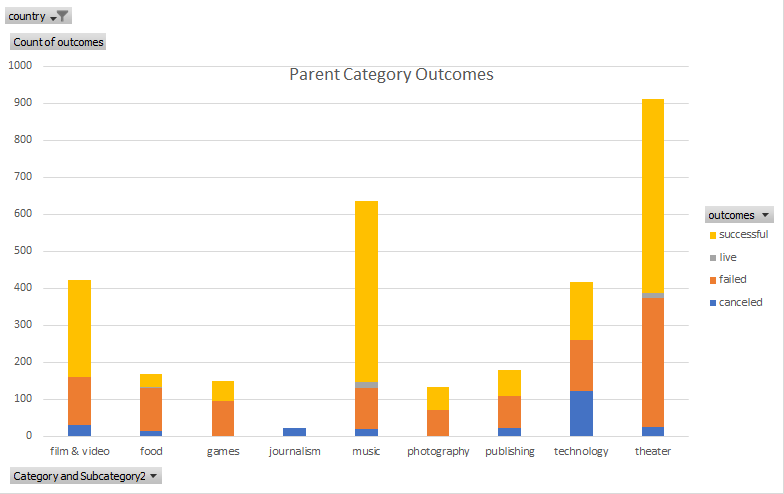 country
Count of outcomes
Parent Category Outcomes
1000
900
800
700
600
500
400
300
200
100
0
film & video food games journalism music photography publishing technology theater
outcomes
successful
live
failed
canceled
Category and Subcategory2